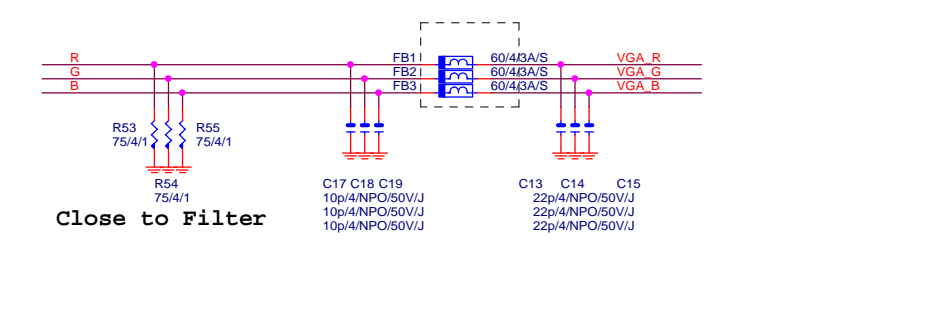 R FB1 60/4/3A/S VGA_R
G FB2 60/4/3A/S VGA_G
B FB3 60/4/3A/S VGA_B
R53 R55
75/4/1 75/4/1
R54 C17 C18 C19 C13 C14 C15
75/4/1 10p/4/NPO/50V/J 22p/4/NPO/50V/J
10p/4/NPO/50V/J 22p/4/NPO/50V/J
Close to Filter 10p/4/NPO/50V/J 22p/4/NPO/50V/J